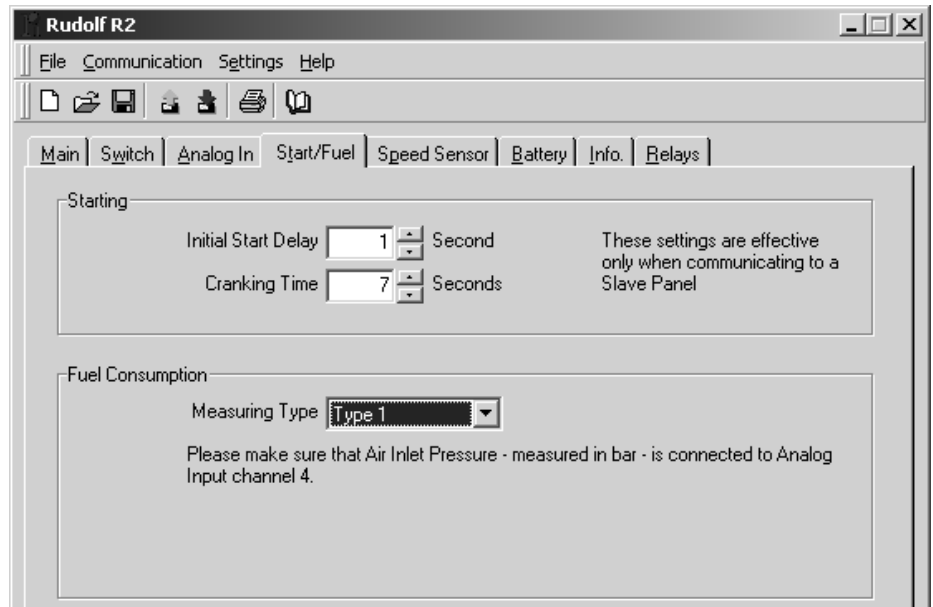 Rudolf R2
File Communication Settings Help
Main Switch Analog In Start/Fuel Speed Sensor Battery Info. Relays
Starting
Initial Start Delay 1 Second
Cranking Time 7 Seconds
These settings are effective
only when communicating to a
Slave Panel
Fuel Consumption
Measuring Type Type 1
Please make sure that Air Inlet Pressure - measured in bar - is connected to Analog
Input channel 4.